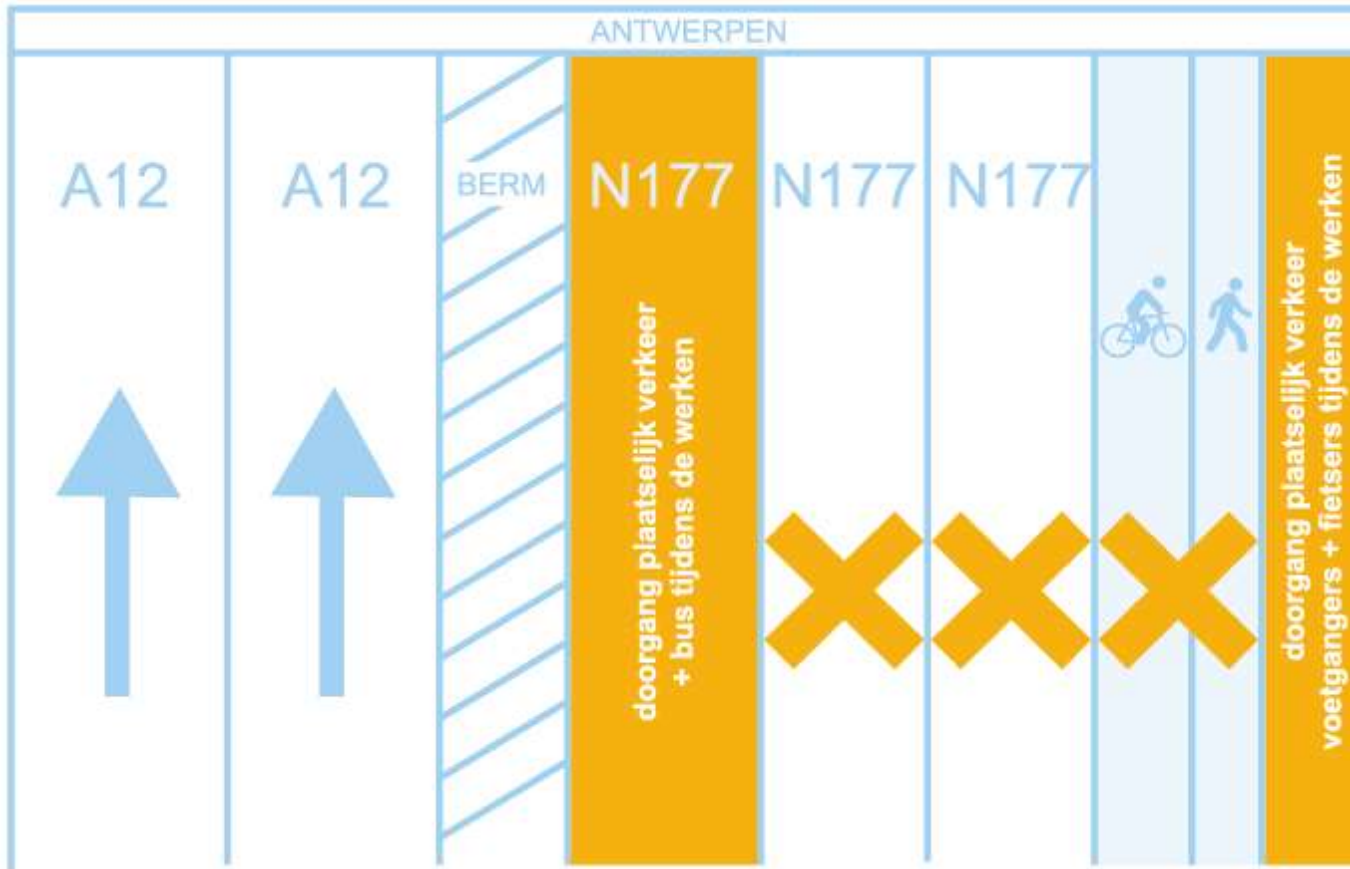 ANTWERPEN
A12
A12
BERM
N177
N177
N177
doorgang plaatselijk verkeer
+ bus tijdens de werken
doorgang plaatselijk verkeer
voetgangers + fietsers tijdens de werken